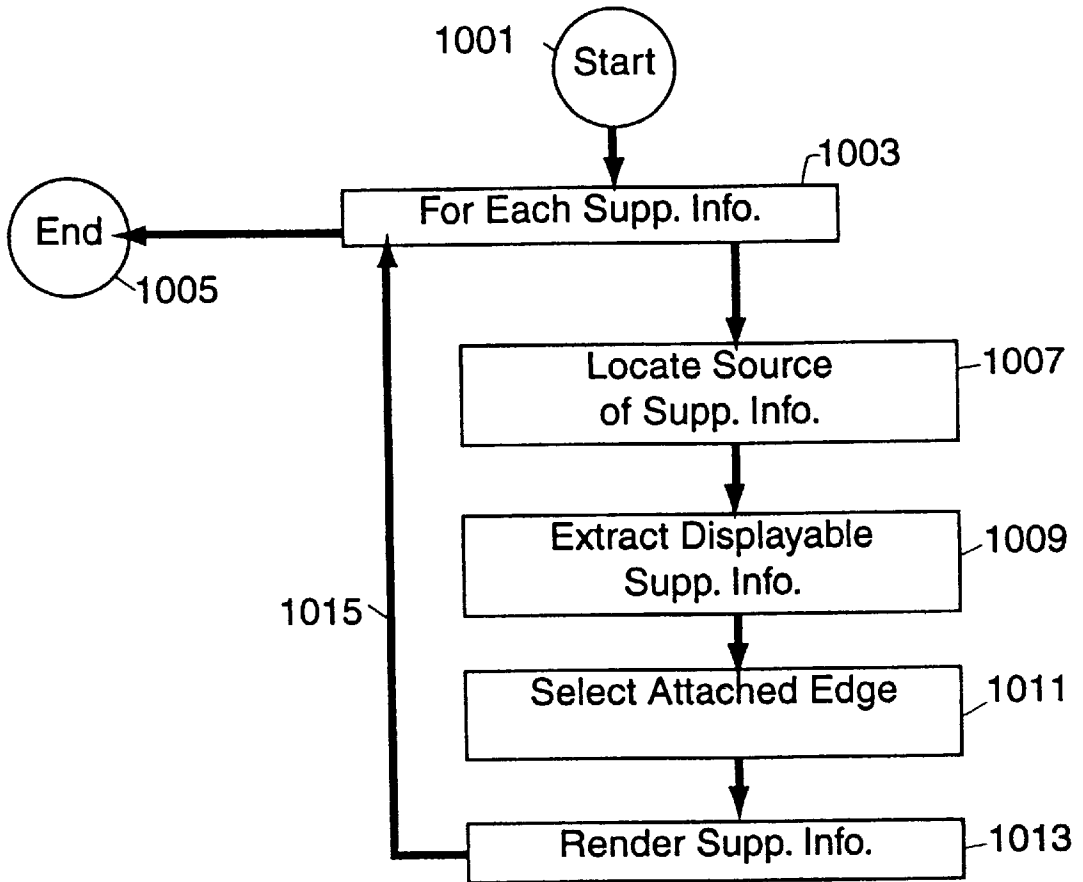 1001
Start
1003
For Each Supp. Info.
End
1005
Locate Source
of Supp. Info.
1007
Extract Displayable
Supp. Info.
1009
1015
Select Attached Edge
1011
Render Supp. Info.
1013